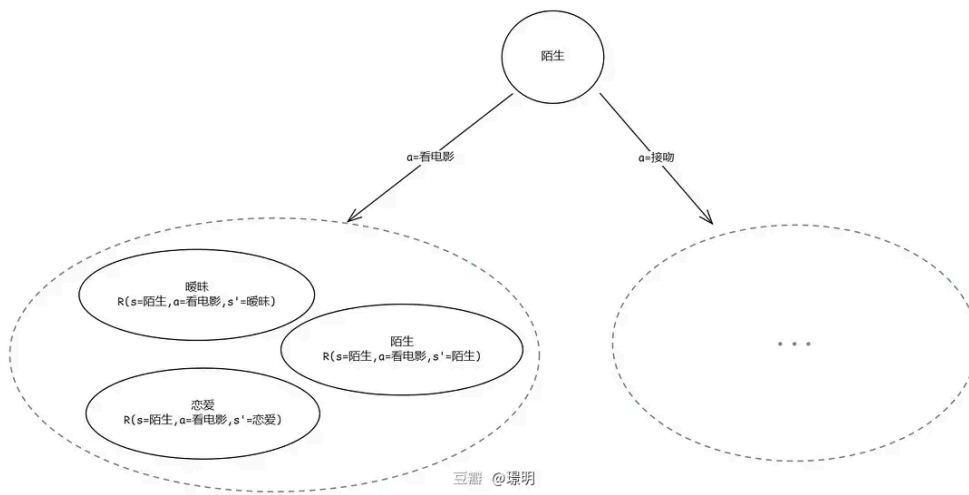 陌生
a=看电影
a=接吻
暧昧
R(s=陌生,a=看电影,s'=暧昧)
陌生
R(s=陌生,a=看电影,s'=陌生)
恋爱
R(s=陌生,a=看电影,s'=恋爱)
...
豆瓣 @璟明